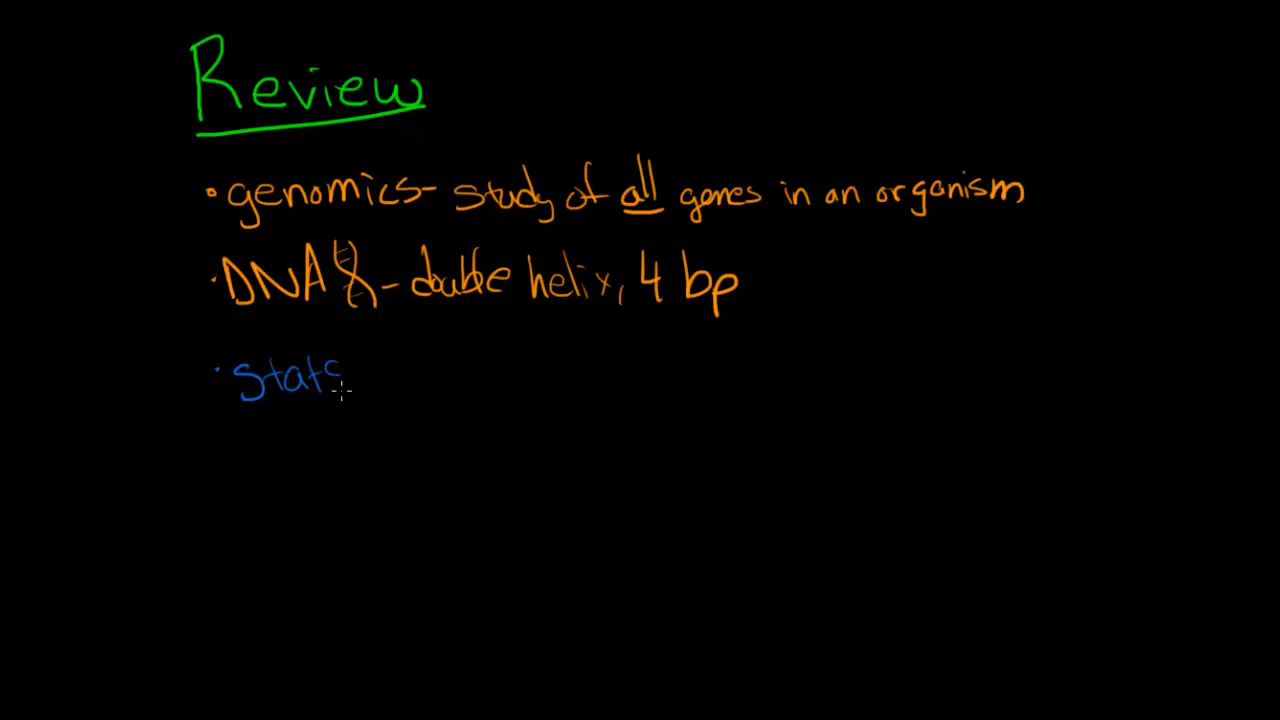 Review
• genomics- study of all genes in an organism
• DNA - double helix, 4 bp
• stats